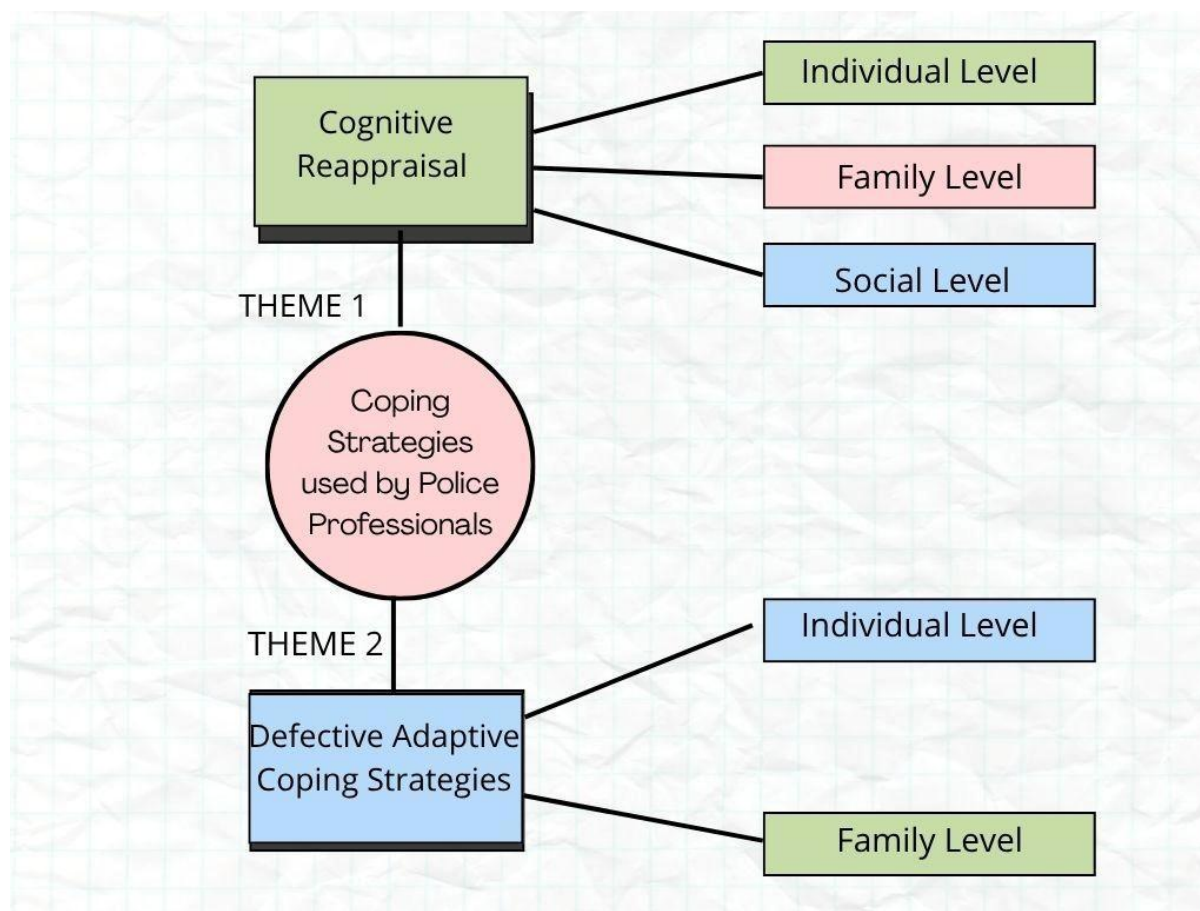 Cognitive
Reappraisal
Individual Level
Family Level
Social Level
THEME 1
Coping
Strategies
used by Police
Professionals
THEME 2
Defective Adaptive
Coping Strategies
Individual Level
Family Level